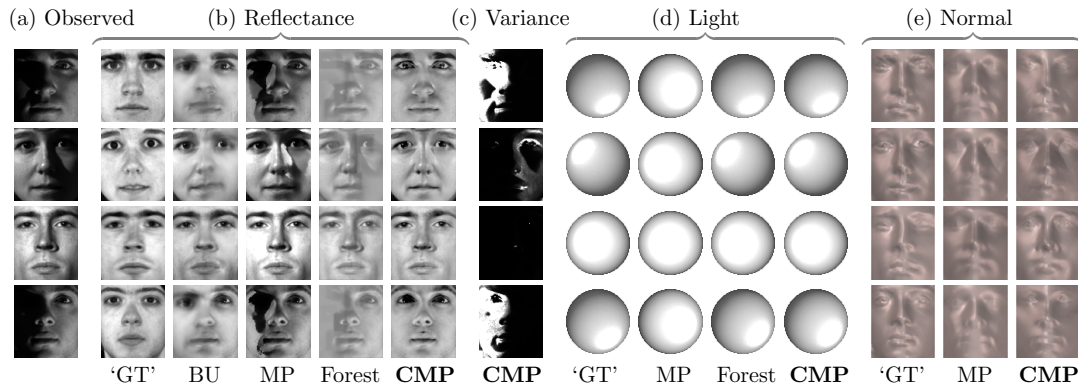 (a) Observed (b) Reflectance (c) Variance (d) Light (e) Normal
‘GT’ BU MP Forest CMP CMP ‘GT’ MP Forest CMP ‘GT’ MP CMP